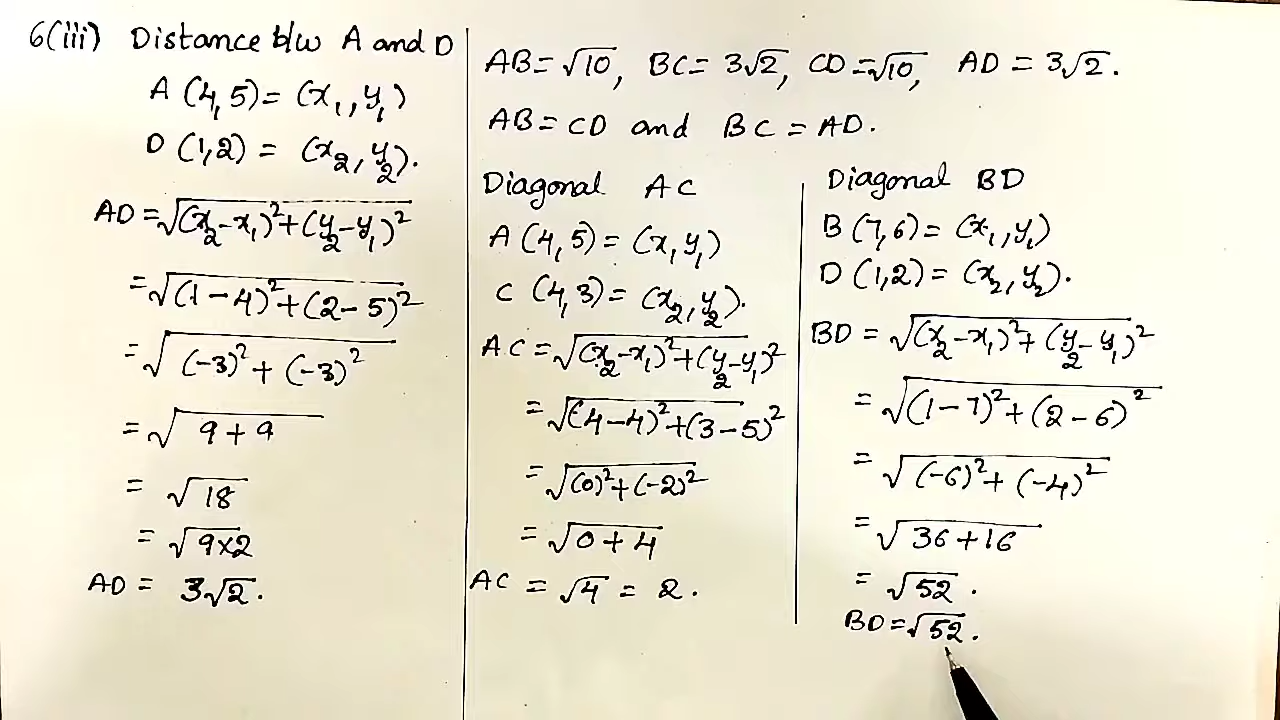 6(iii) Distance b/w A and D
A (4,5) = (x₁, y₁)
D (1,2) = (x₂, y₂).
AD = √(x₂-x₁)²+(y₂-y₁)²
= √(1-4)²+(2-5)²
= √(-3)²+(-3)²
= √9+9
= √18
= √9×2
AD = 3√2.
AB = √10, BC = 3√2, CD = √10, AD = 3√2.
AB = CD and BC = AD.
Diagonal AC
A (4,5) = (x₁ y₁)
C (4,3) = (x₂, y₂).
AC = √(x₂-x₁)²+(y₂-y₁)²
= √(4-4)²+(3-5)²
= √(0)²+(-2)²
= √0+4
AC = √4 = 2.
Diagonal BD
B (7,6) = (x₁, y₁)
D (1,2) = (x₂, y₂).
BD = √(x₂-x₁)²+(y₂-y₁)²
= √(1-7)²+(2-6)²
= √(-6)²+(-4)²
= √36+16
= √52.
BD = √52.